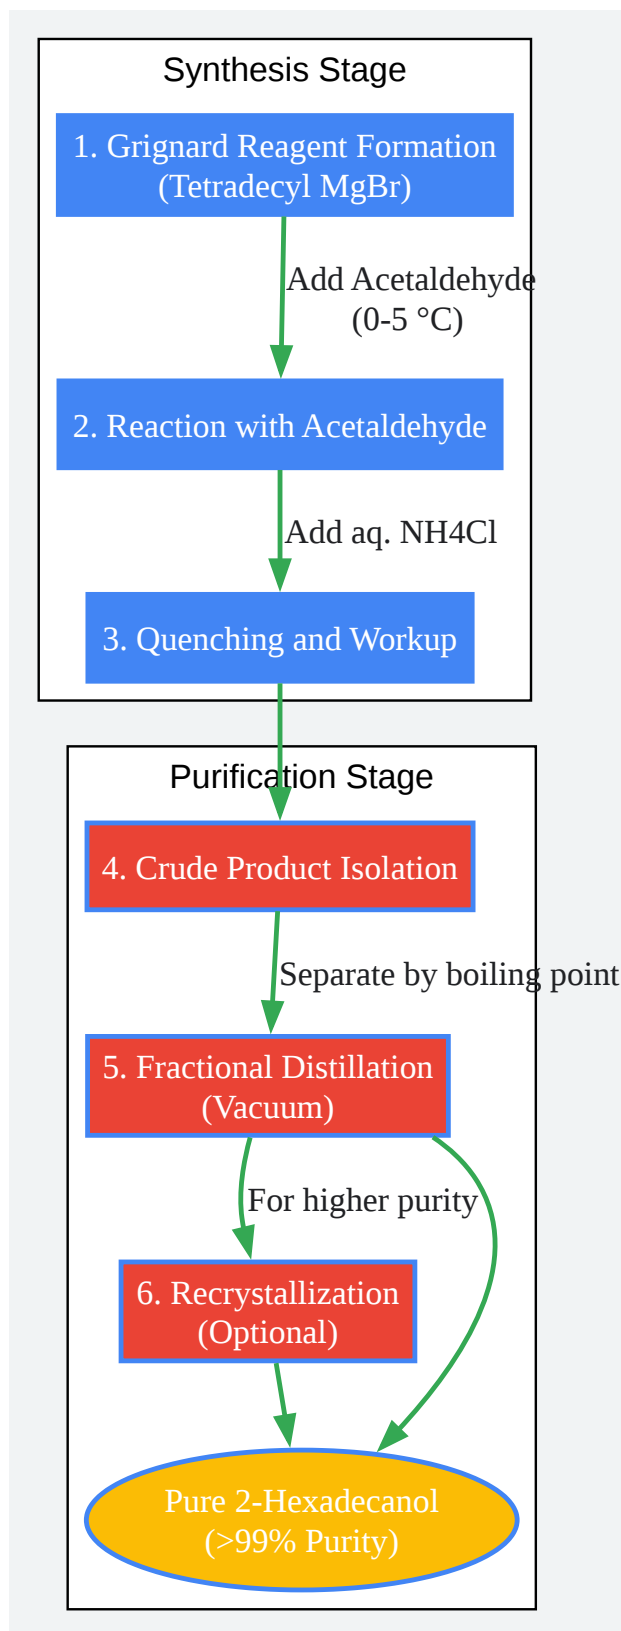 Synthesis Stage
1. Grignard Reagent Formation
(Tetradecyl MgBr)
Add Acetaldehyde
(0-5 °C)
2. Reaction with Acetaldehyde
Add aq. NH4Cl
3. Quenching and Workup
Purification Stage
4. Crude Product Isolation
Separate by boiling point
5. Fractional Distillation
(Vacuum)
For higher purity
6. Recrystallization
(Optional)
Pure 2-Hexadecanol
(>99% Purity)